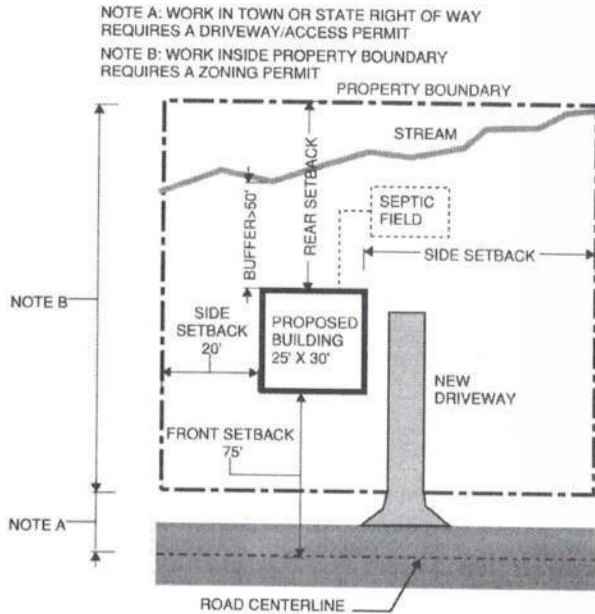 NOTE A: WORK IN TOWN OR STATE RIGHT OF WAY
REQUIRES A DRIVEWAY/ACCESS PERMIT
NOTE B: WORK INSIDE PROPERTY BOUNDARY
REQUIRES A ZONING PERMIT
PROPERTY BOUNDARY
STREAM
BUFFER>50'
REAR SETBACK
SEPTIC
FIELD
SIDE SETBACK
NOTE B
SIDE
SETBACK
20'
PROPOSED
BUILDING
25' X 30'
NEW
DRIVEWAY
FRONT SETBACK
75'
NOTE A
ROAD CENTERLINE